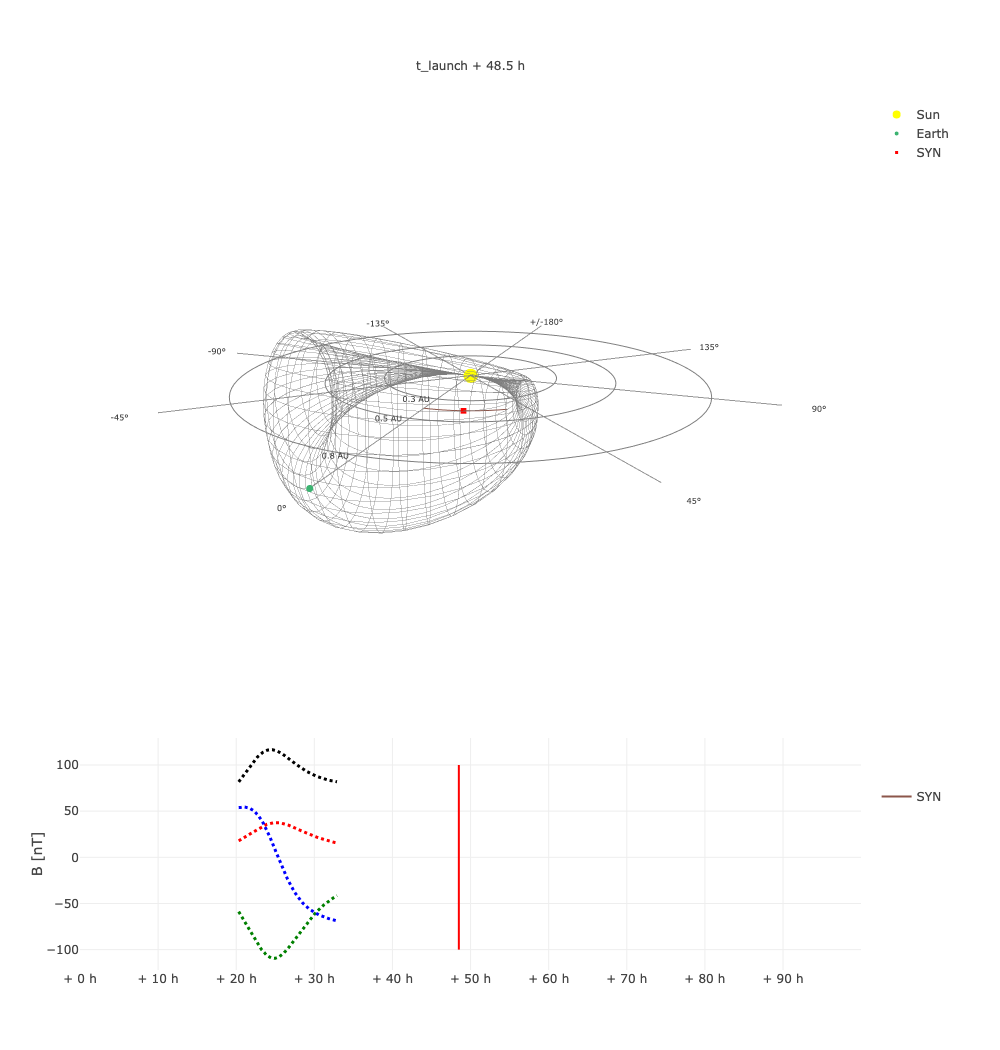 t_launch + 48.5 h
Sun
Earth
SYN
-135°
+/-180°
-90°
135°
-45°
90°
0.3 AU
0.5 AU
0.8 AU
45°
0°
B [nT]
100
50
0
−50
−100
+ 0 h
+ 10 h
+ 20 h
+ 30 h
+ 40 h
+ 50 h
+ 60 h
+ 70 h
+ 80 h
+ 90 h
SYN